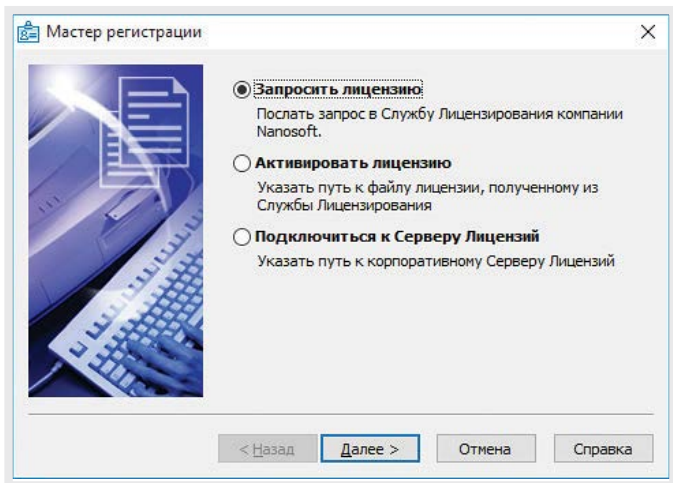 Мастер регистрации
Запросить лицензию
Послать запрос в Службу Лицензирования компании
Nanosoft.
Активировать лицензию
Указать путь к файлу лицензии, полученному из
Службы Лицензирования
Подключиться к Серверу Лицензий
Указать путь к корпоративному Серверу Лицензий
< Назад Далее > Отмена Справка